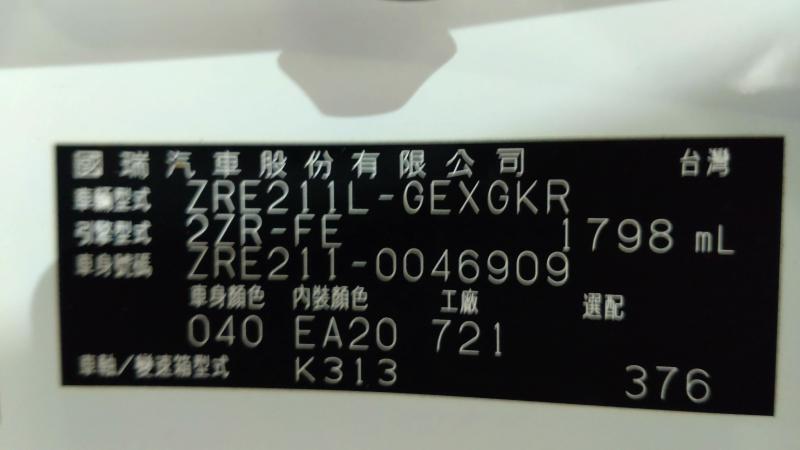 國瑞汽車股份有限公司 台灣
車輛型式 ZRE211L-GEXGKR
引擎型式 2ZR-FE 1798 mL
車身號碼 ZRE211-0046909
車身顏色 內裝顏色 工廠 選配
040 EA20 721
車軸/變速箱型式 K313 376